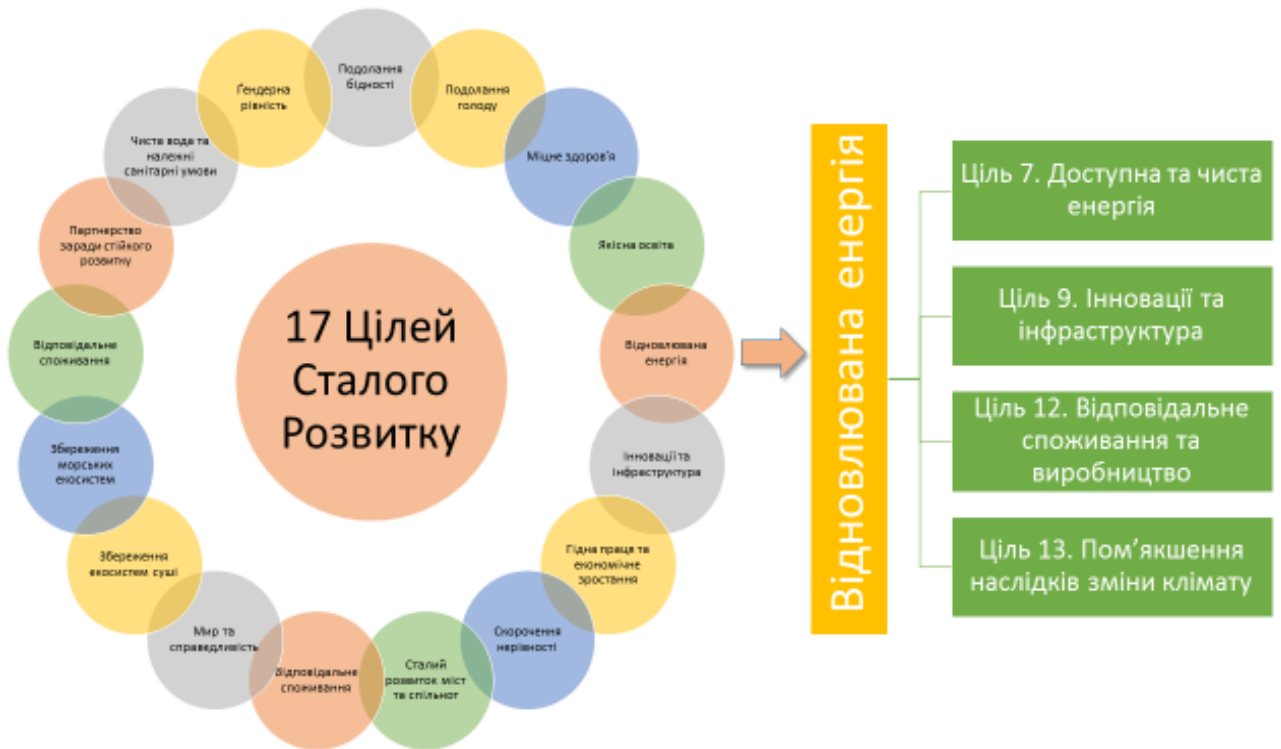 Подолання
бідності
Подолання
голоду
Міцне здоров'я
Якісна освіта
Відновлювана
енергія
Інновації та
інфраструктура
Гідна праця та
економічне
зростання
Скорочення
нерівності
Сталий
розвиток міст
та спільнот
Відповідальне
споживання
Мир та
справедливість
Збереження
екосистем суші
Збереження
морських
екосистем
Відповідальне
споживання
Партнерство
заради стійкого
розвитку
Чиста вода та
належні
санітарні умови
Гендерна
рівність
17 Цілей
Сталого
Розвитку
Відновлювана енергія
Ціль 7. Доступна та чиста
енергія
Ціль 9. Інновації та
інфраструктура
Ціль 12. Відповідальне
споживання та
виробництво
Ціль 13. Пом’якшення
наслідків зміни клімату